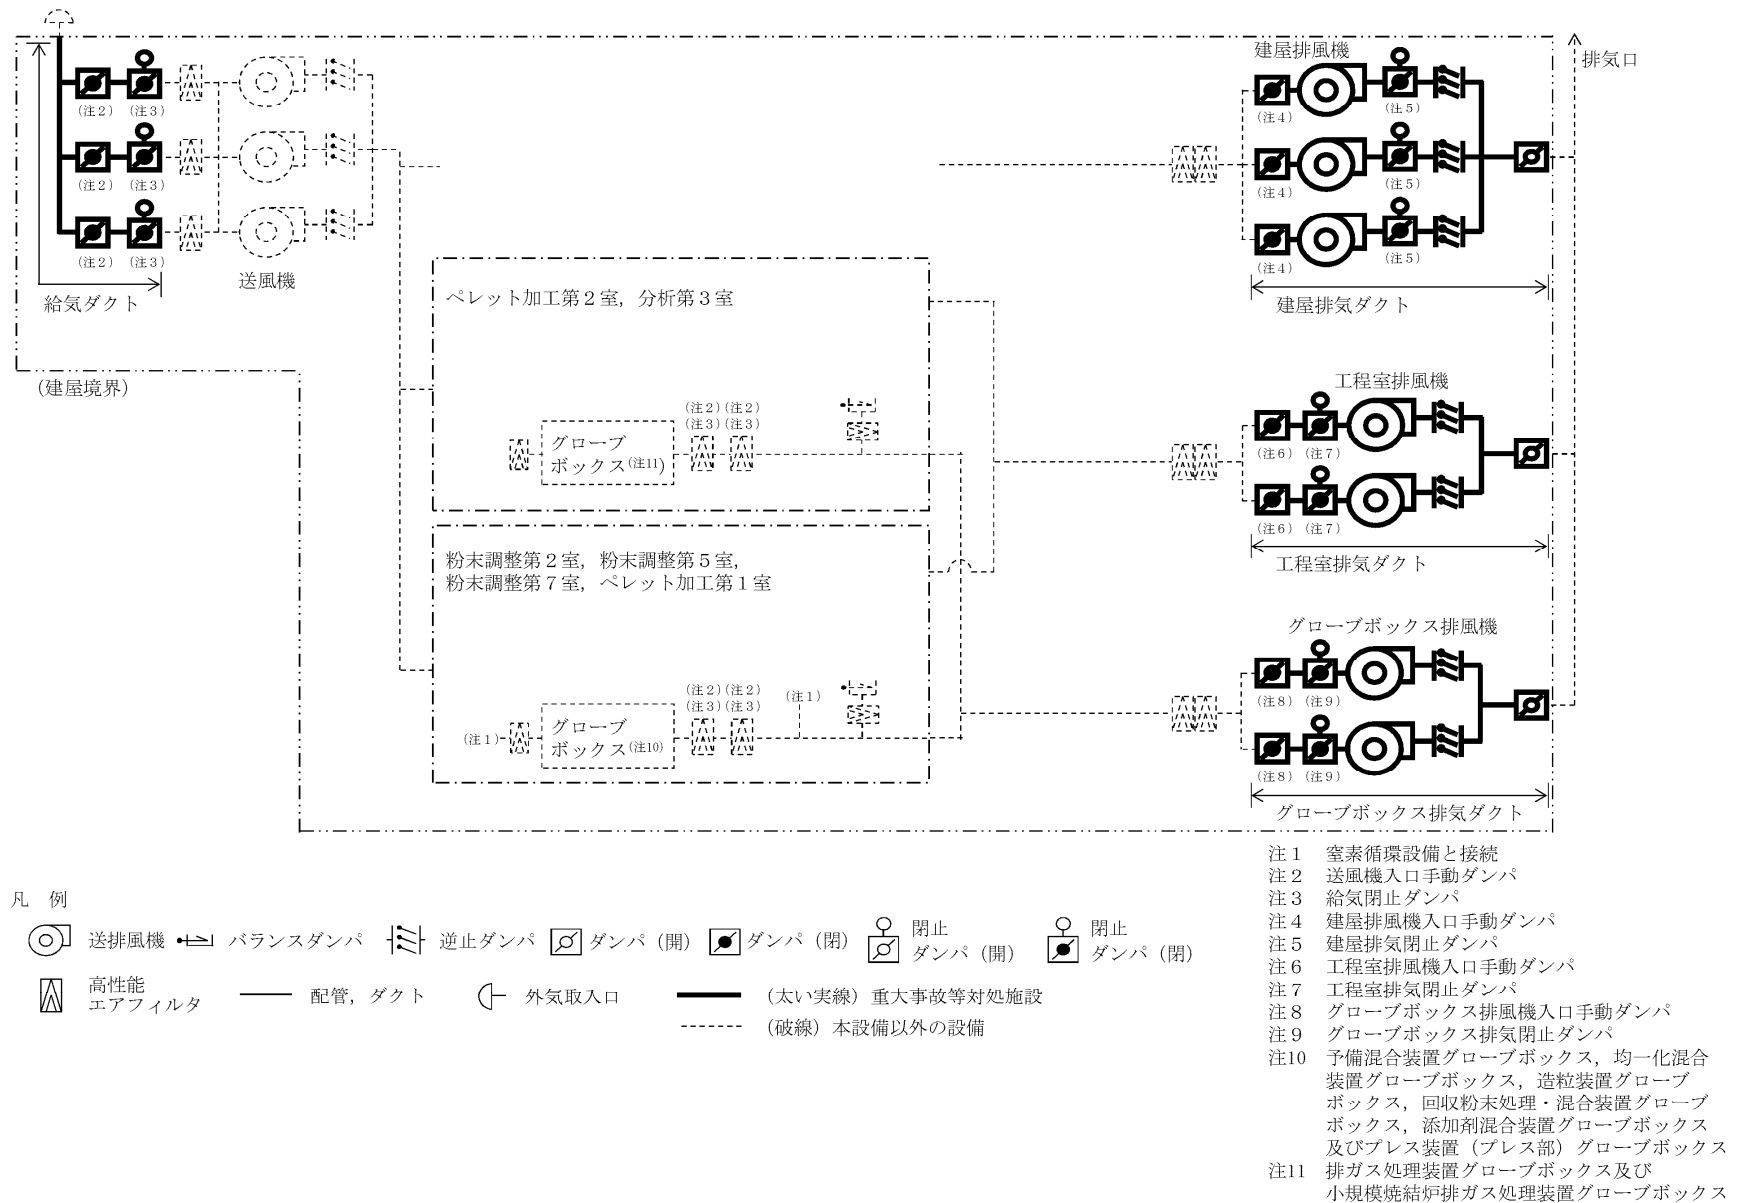 建屋排風機
排気口
(注2) (注3)
(注4)
(注5)
(注2) (注3)
(注4)
(注5)
(注2) (注3)
(注4)
(注5)
送風機
給気ダクト
ペレット加工第2室，分析第3室
建屋排気ダクト
(建屋境界)
工程室排風機
(注2)(注2)
(注3)(注3)
グローブ
ボックス(注11)
(注6) (注7)
(注6) (注7)
粉末調整第2室，粉末調整第5室，
粉末調整第7室，ペレット加工第1室
工程室排気ダクト
グローブボックス排風機
(注2)(注2)
(注3)(注3)
(注1)
(注1)
グローブ
ボックス(注10)
(注8) (注9)
(注8) (注9)
グローブボックス排気ダクト
凡　例
送排風機
バランスダンパ
逆止ダンパ
ダンパ（開）
ダンパ（閉）
閉止
ダンパ（開）
閉止
ダンパ（閉）
高性能
エアフィルタ
配管，ダクト
外気取入口
（太い実線）重大事故等対処施設
（破線）本設備以外の設備
注1　窒素循環設備と接続
注2　送風機入口手動ダンパ
注3　給気閉止ダンパ
注4　建屋排風機入口手動ダンパ
注5　建屋排気閉止ダンパ
注6　工程室排風機入口手動ダンパ
注7　工程室排気閉止ダンパ
注8　グローブボックス排風機入口手動ダンパ
注9　グローブボックス排気閉止ダンパ
注10　予備混合装置グローブボックス，均一化混合
装置グローブボックス，造粒装置グローブ
ボックス，回収粉末処理・混合装置グローブ
ボックス，添加剤混合装置グローブボックス
及びプレス装置（プレス部）グローブボックス
注11　排ガス処理装置グローブボックス及び
小規模焼結炉排ガス処理装置グローブボックス